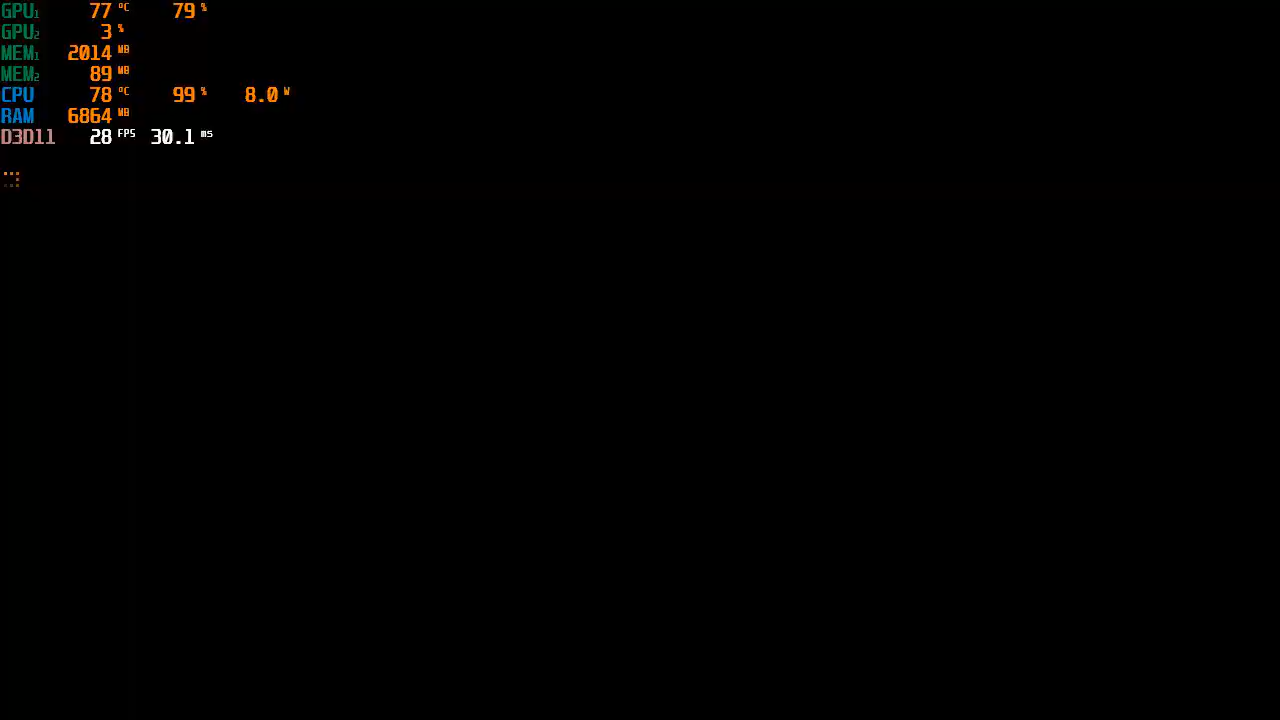 GPU1 77 °C 79 %
GPU2 3 %
MEM1 2014 MB
MEM2 89 MB
CPU 78 °C 99 % 8.0 W
RAM 6864 MB
D3D11 28 FPS 30.1 ms